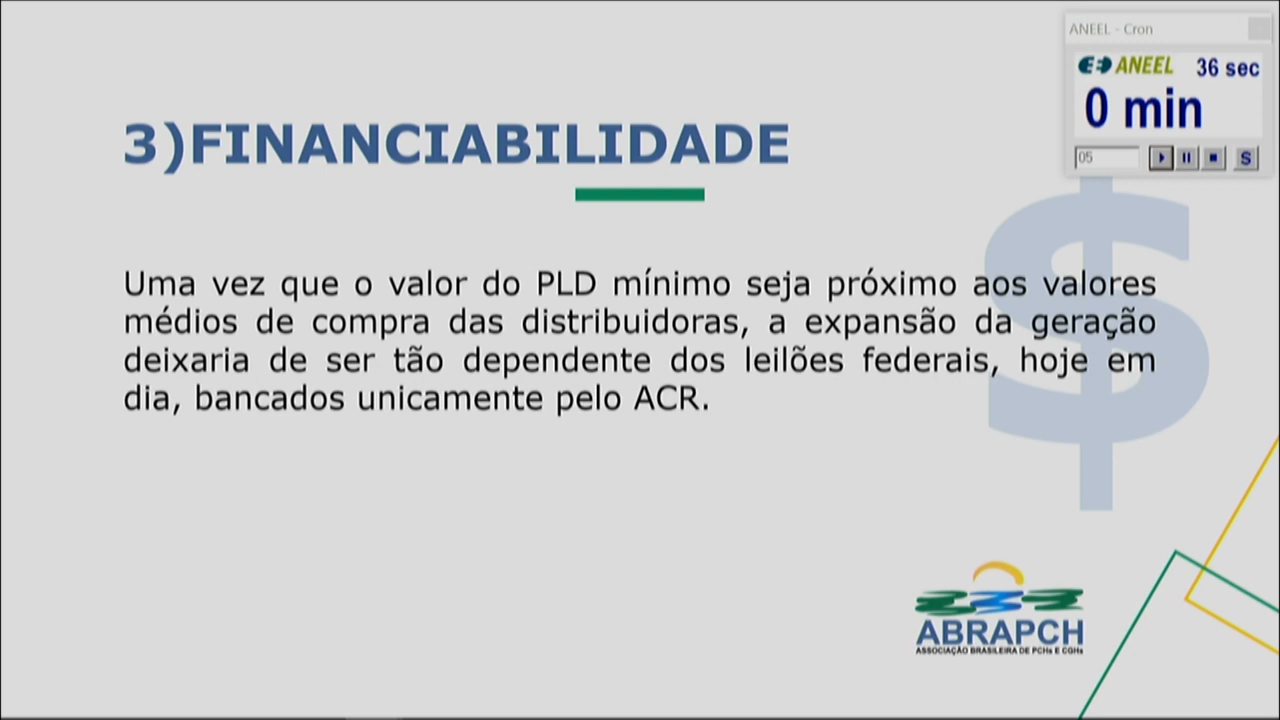 ANEEL - Cron
ANEEL 36 sec
0 min
05
S
3)FINANCIABILIDADE
$
Uma vez que o valor do PLD mínimo seja próximo aos valores
médios de compra das distribuidoras, a expansão da geração
deixaria de ser tão dependente dos leilões federais, hoje em
dia, bancados unicamente pelo ACR.
ABRAPCH
ASSOCIAÇÃO BRASILEIRA DE PCHs E CGHs